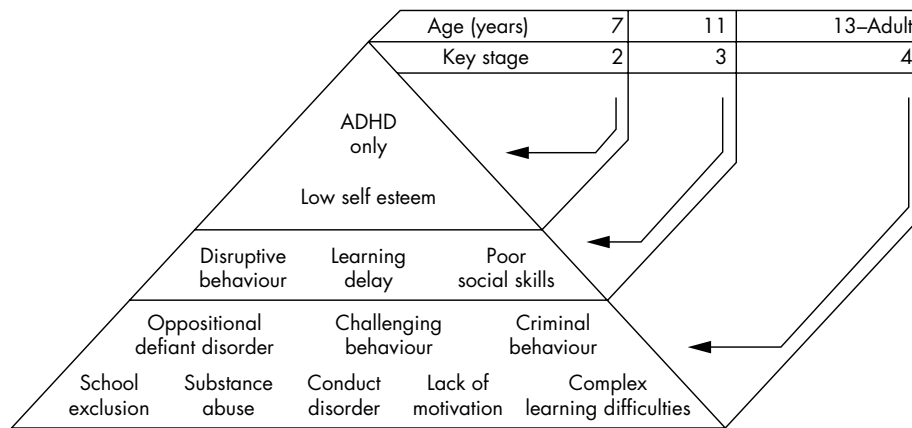 Age (years) 7 11 13–Adult
Key stage 2 3 4
ADHD
only
Low self esteem
Disruptive
behaviour
Learning
delay
Poor
social skills
Oppositional
defiant disorder
Challenging
behaviour
Criminal
behaviour
School
exclusion
Substance
abuse
Conduct
disorder
Lack of
motivation
Complex
learning difficulties